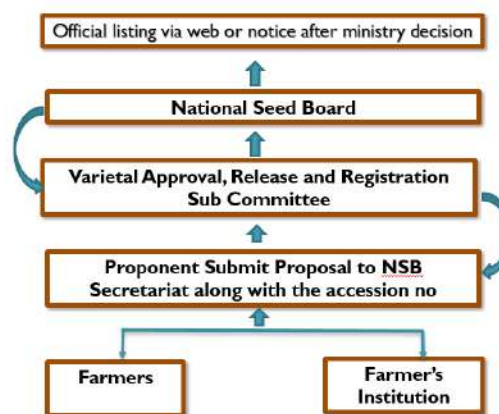 Official listing via web or notice after ministry decision
National Seed Board
Varietal Approval, Release and Registration
Sub Committee
Proponent Submit Proposal to NSB
Secretariat along with the accession no
Farmers
Farmer's
Institution